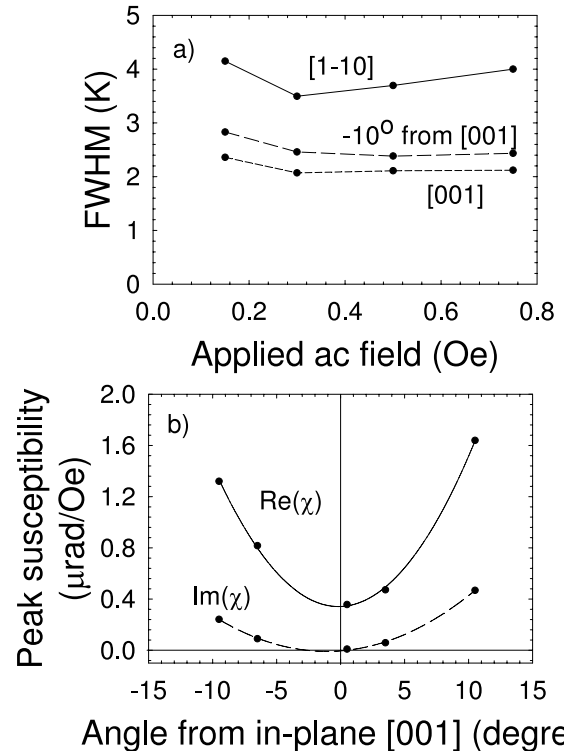 5
a)
[1-10]
4
3
-10° from [001]
2
[001]
1
0
FWHM (K)
0.0 0.2 0.4 0.6 0.8
Applied ac field (Oe)
2.0
b)
1.6
1.2
Re(χ)
0.8
Im(χ)
0.4
0.0
Peak susceptibility
(μrad/Oe)
-15 -10 -5 0 5 10 15
Angle from in-plane [001] (degre